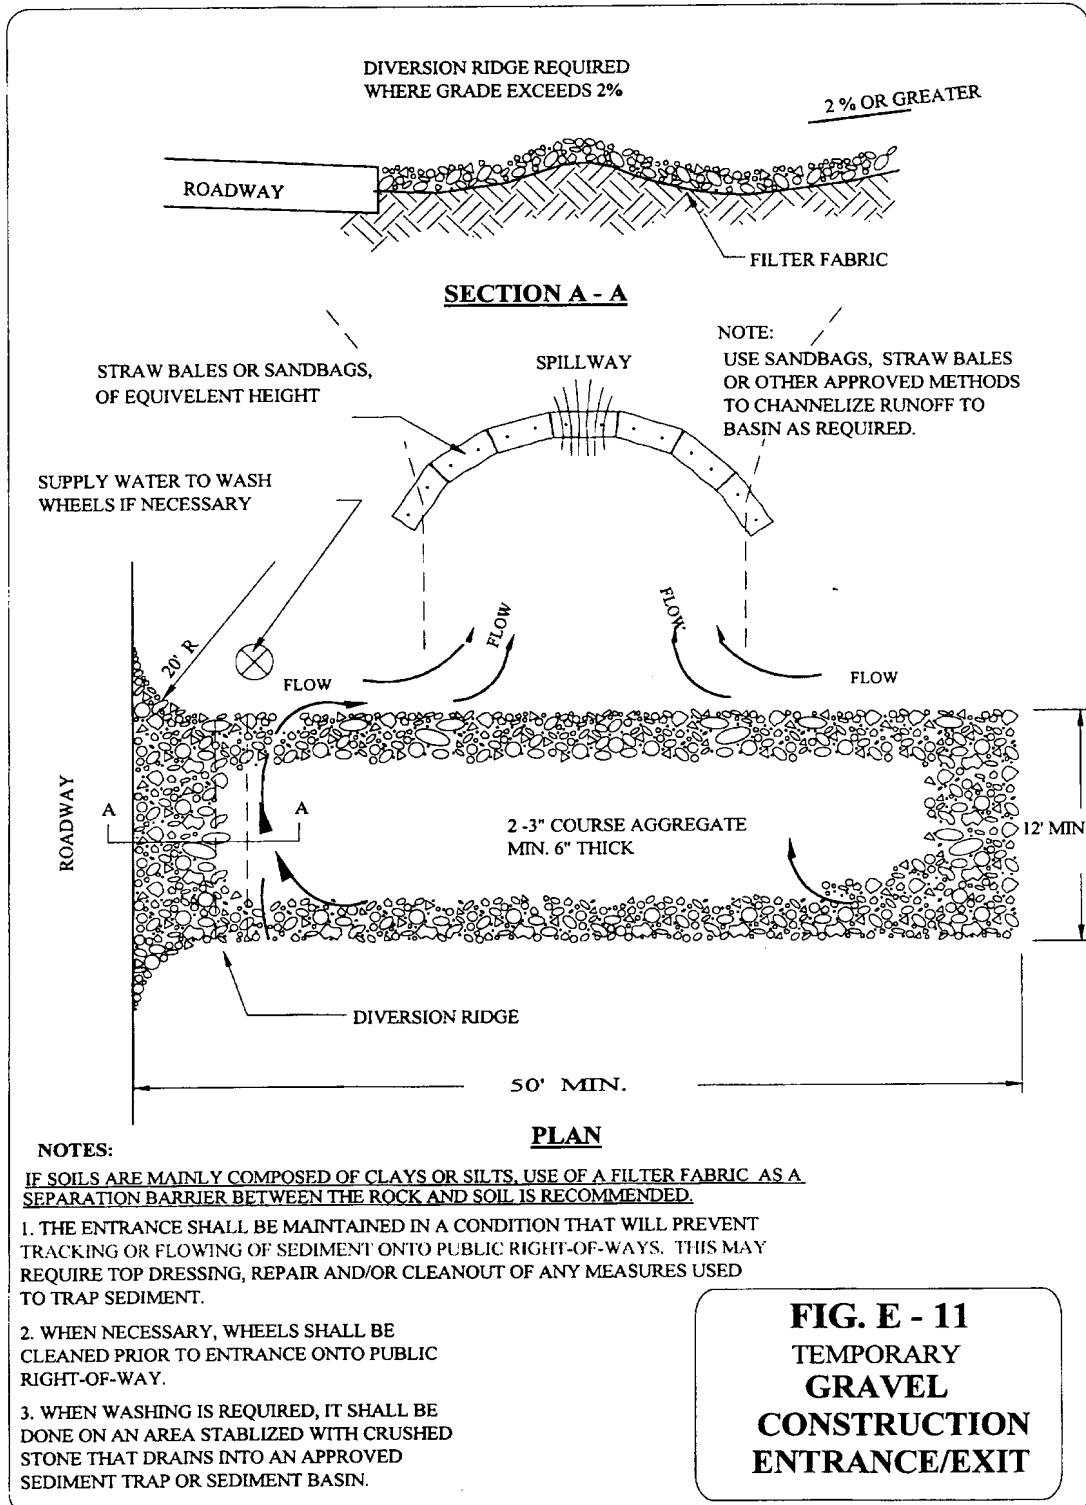 DIVERSION RIDGE REQUIRED
WHERE GRADE EXCEEDS 2%
2 % OR GREATER
ROADWAY
FILTER FABRIC
SECTION A - A
NOTE:
USE SANDBAGS, STRAW BALES
OR OTHER APPROVED METHODS
TO CHANNELIZE RUNOFF TO
BASIN AS REQUIRED.
SPILLWAY
STRAW BALES OR SANDBAGS,
OF EQUIVELENT HEIGHT
SUPPLY WATER TO WASH
WHEELS IF NECESSARY
20' R
FLOW
FLOW
FLOW
FLOW
ROADWAY
A
A
2 -3" COURSE AGGREGATE
MIN. 6" THICK
12' MIN
DIVERSION RIDGE
50' MIN.
PLAN
NOTES:
IF SOILS ARE MAINLY COMPOSED OF CLAYS OR SILTS, USE OF A FILTER FABRIC AS A
SEPARATION BARRIER BETWEEN THE ROCK AND SOIL IS RECOMMENDED.
1. THE ENTRANCE SHALL BE MAINTAINED IN A CONDITION THAT WILL PREVENT
TRACKING OR FLOWING OF SEDIMENT ONTO PUBLIC RIGHT-OF-WAYS. THIS MAY
REQUIRE TOP DRESSING, REPAIR AND/OR CLEANOUT OF ANY MEASURES USED
TO TRAP SEDIMENT.
2. WHEN NECESSARY, WHEELS SHALL BE
CLEANED PRIOR TO ENTRANCE ONTO PUBLIC
RIGHT-OF-WAY.
3. WHEN WASHING IS REQUIRED, IT SHALL BE
DONE ON AN AREA STABLIZED WITH CRUSHED
STONE THAT DRAINS INTO AN APPROVED
SEDIMENT TRAP OR SEDIMENT BASIN.
FIG. E - 11
TEMPORARY
GRAVEL
CONSTRUCTION
ENTRANCE/EXIT